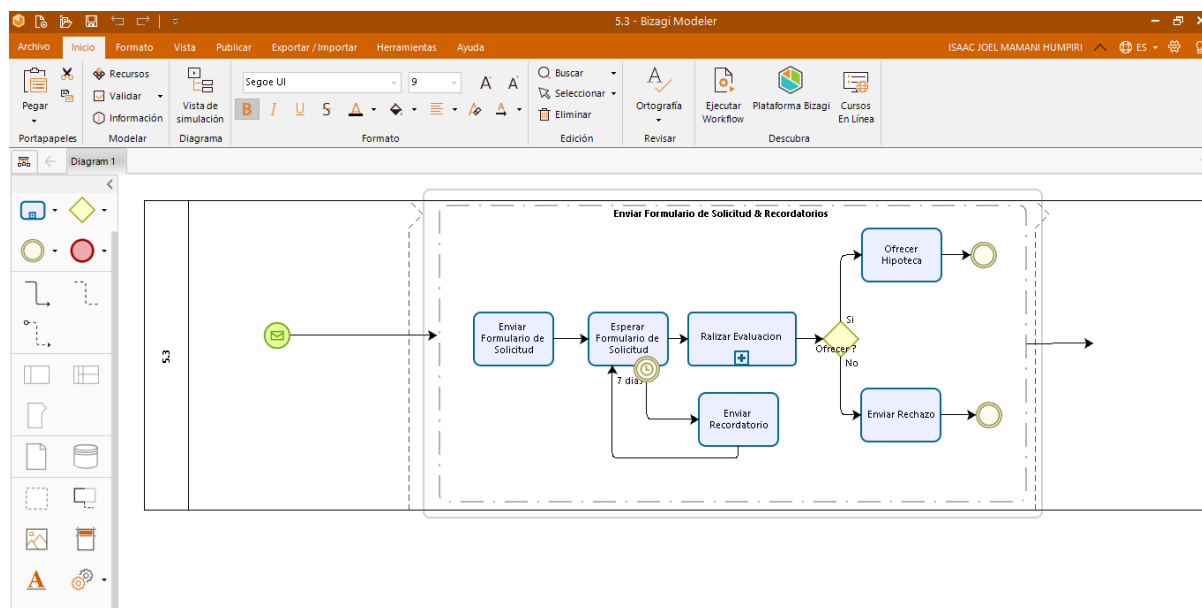 5.3 - Bizagi Modeler
Archivo Inicio Formato Vista Publicar Exportar / Importar Herramientas Ayuda ISAAC JOEL MAMANI HUMPIRI ES
Pegar
Portapapeles
Recursos
Validar
Información
Modelar
Vista de
simulación
Diagrama
Segoe UI 9
B I U S A A A A
Formato
Buscar
Seleccionar
Eliminar
Edición
A
Ortografía
Revisar
Ejecutar
Workflow
Plataforma Bizagi
Cursos
En Línea
Descubra
Diagram 1
A
5.3
Enviar Formulario de Solicitud & Recordatorios
Enviar
Formulario de
Solicitud
Esperar
Formulario de
Solicitud
7 dias
Ralizar Evaluacion
Enviar
Recordatorio
Ofrecer ?
Si
No
Ofrecer
Hipoteca
Enviar Rechazo